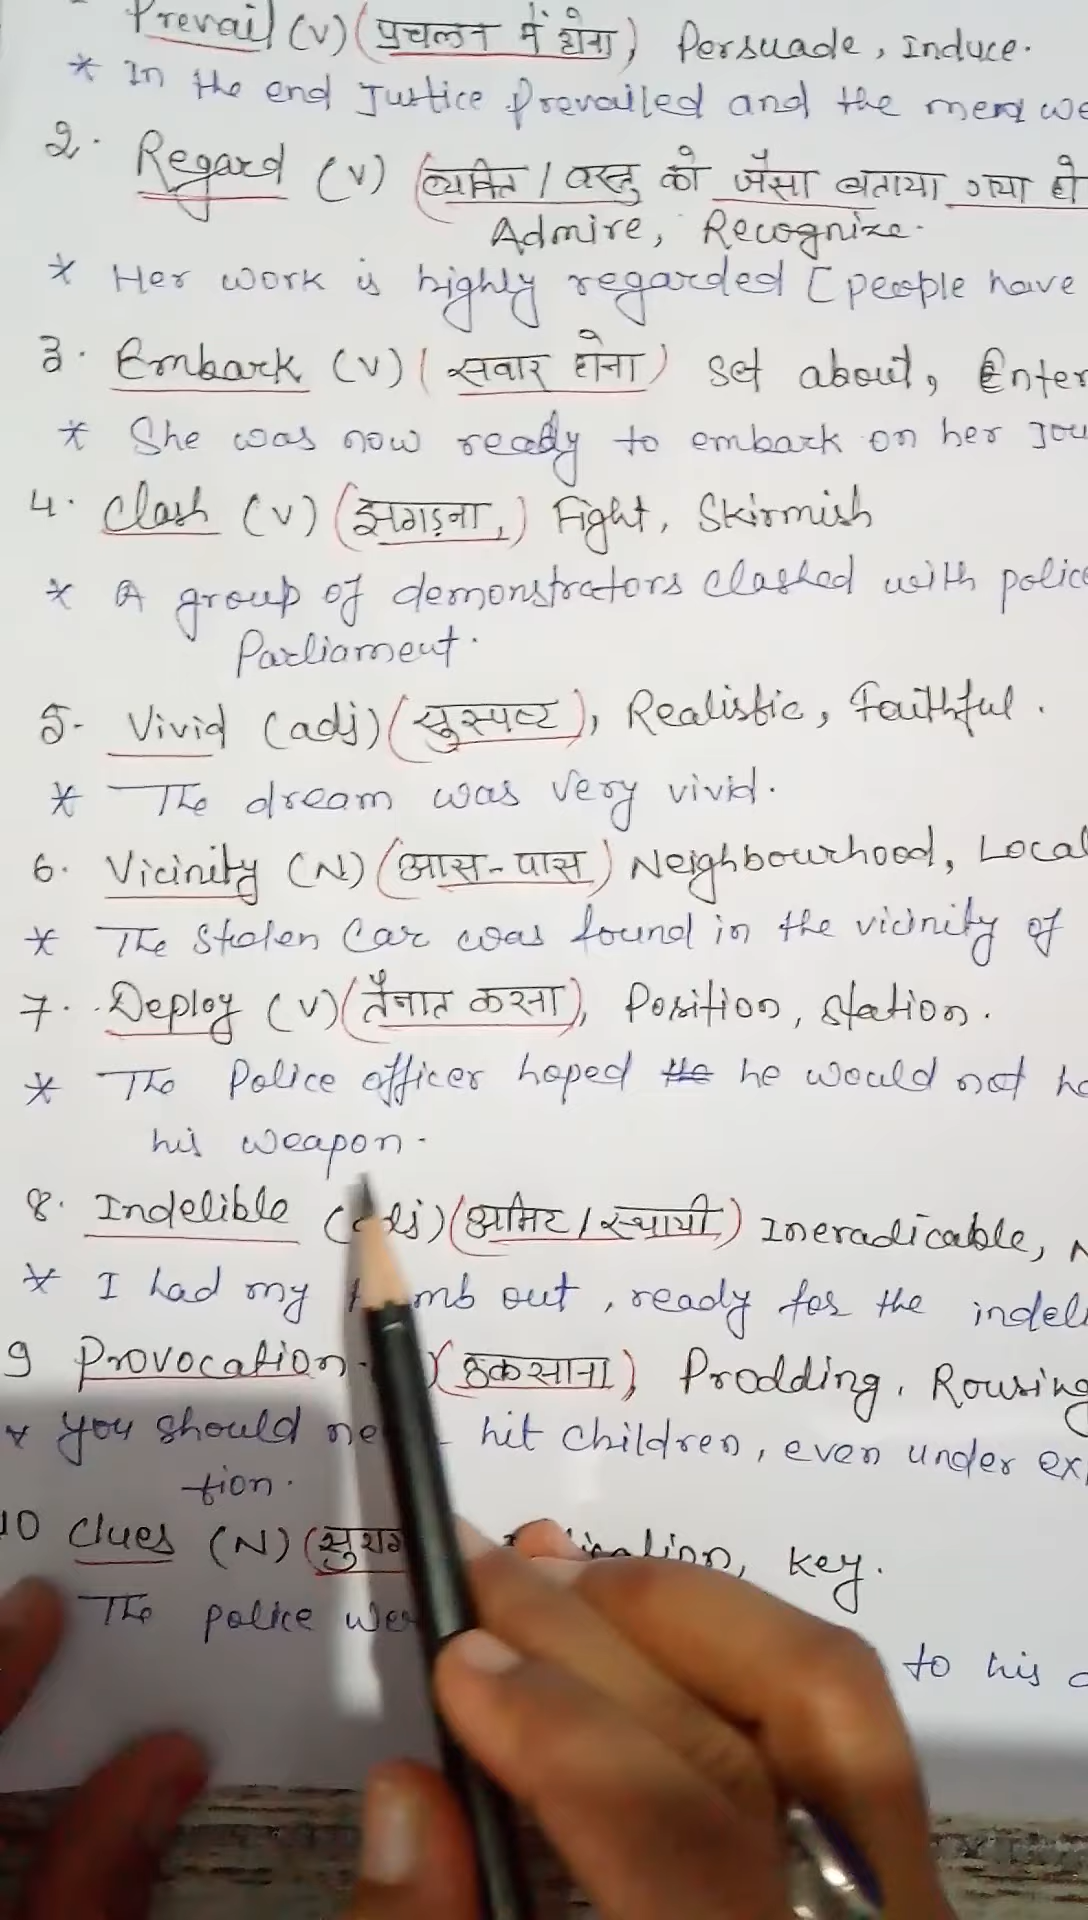 Prevail (v) (प्रचलन में होना) Persuade, Induce.
* In the end Justice Prevailed and the men we
2. Regard (v) (व्यक्ति / वस्तु को जैसा बताया गया हो
Admire, Recognize.
* Her work is highly regarded [people have
3. Embark (v) (सवार होना) Set about, Enter
* She was now ready to embark on her Jou
4. Clash (v) (झगड़ना,) Fight, Skirmish
* A group of demonstrators clashed with police
Parliament.
5. Vivid (adj) (सुस्पष्ट), Realistic, Faithful.
* The dream was very vivid.
6. Vicinity (N) (आस-पास) Neighbourhood, Local
* The Stolen Car was found in the vicinity of
7. Deploy (v) (तैनात करना), Position, Station.
* The Police officer hoped he would not ha
his weapon.
8. Indelible (adj) (अमिट / स्थायी) Ineradicable, N
* I had my out, ready for the indeli
9 Provocation (उकसाना) Prodding, Rousing
* You should hit children, even under ex
tion.
10 Clues (N) (सुराग key.
The police wer
to his